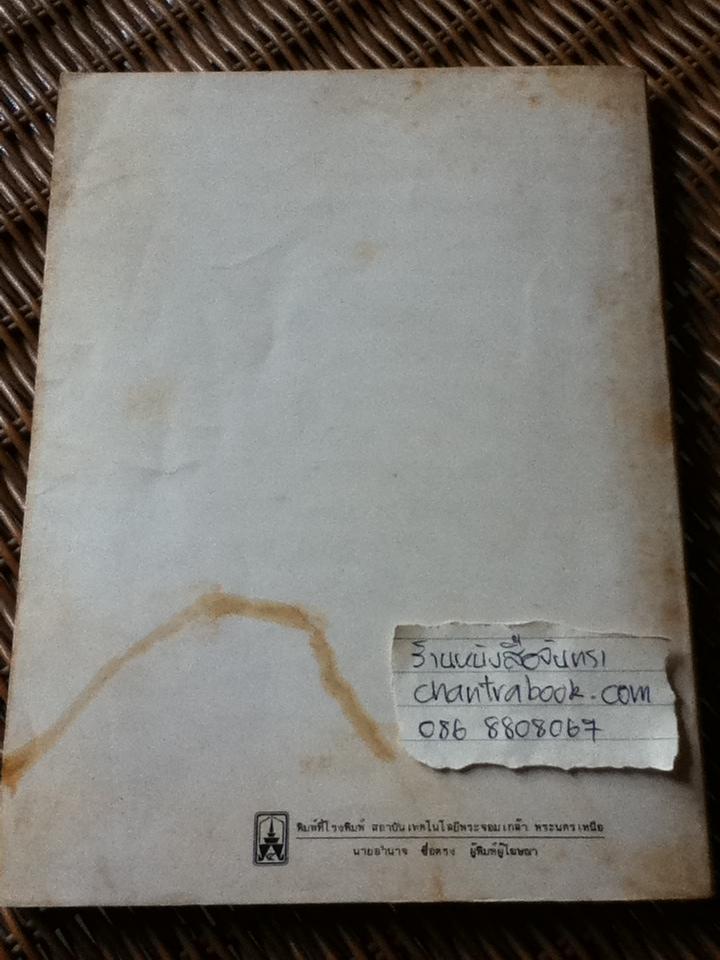 ร้านหนังสือจันทรา
chantrabook.com
086 8808067
พิมพ์ที่โรงพิมพ์ สถาบันเทคโนโลยีพระจอมเกล้า พระนครเหนือ
นายอำนาจ ซื่อตรง ผู้พิมพ์ผู้โฆษณา